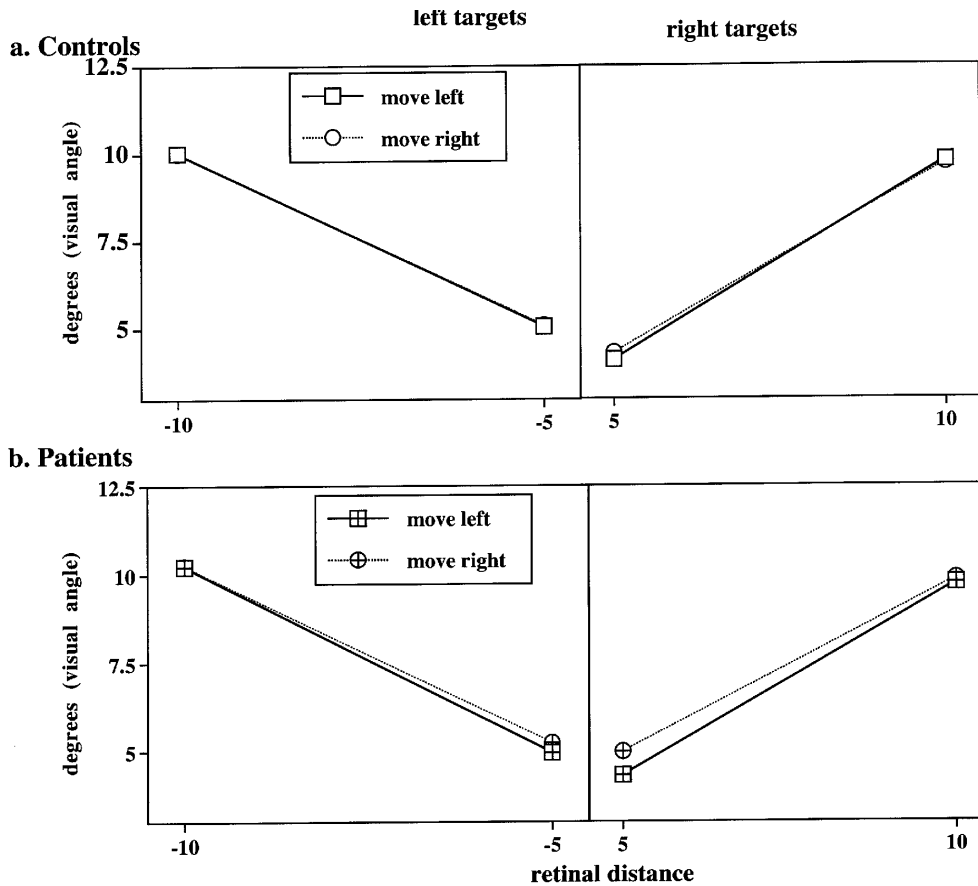 left targets
right targets
a. Controls
12.5
10
7.5
5
degrees (visual angle)
move left
move right
-10
-5
5
10
b. Patients
12.5
10
7.5
5
degrees (visual angle)
move left
move right
-10
-5
5
10
retinal distance